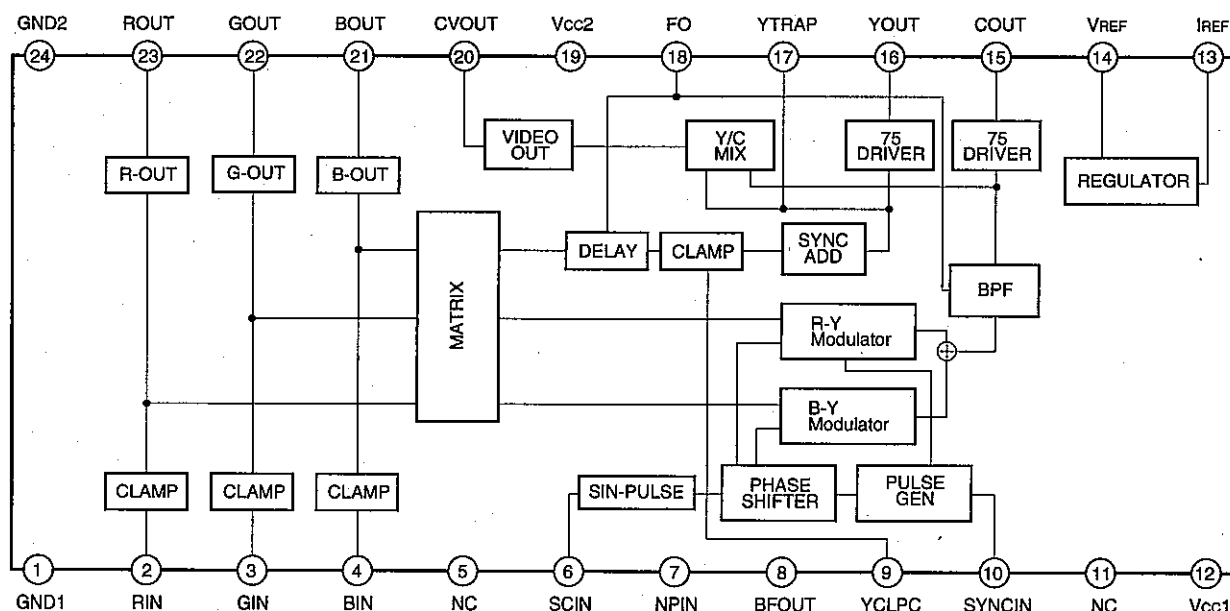 GND2 ROUT GOUT BOUT CVOUT Vcc2 FO YTRAP YOUT COUT VREF IREF
24 23 22 21 20 19 18 17 16 15 14 13
VIDEO OUT
Y/C MIX
75 DRIVER
75 DRIVER
R-OUT
G-OUT
B-OUT
REGULATOR
MATRIX
DELAY
CLAMP
SYNC ADD
BPF
R-Y Modulator
B-Y Modulator
CLAMP
CLAMP
CLAMP
SIN-PULSE
PHASE SHIFTER
PULSE GEN
1 2 3 4 5 6 7 8 9 10 11 12
GND1 RIN GIN BIN NC SCIN NPIN BFOUT YCLPC SYNCIN NC Vcc1